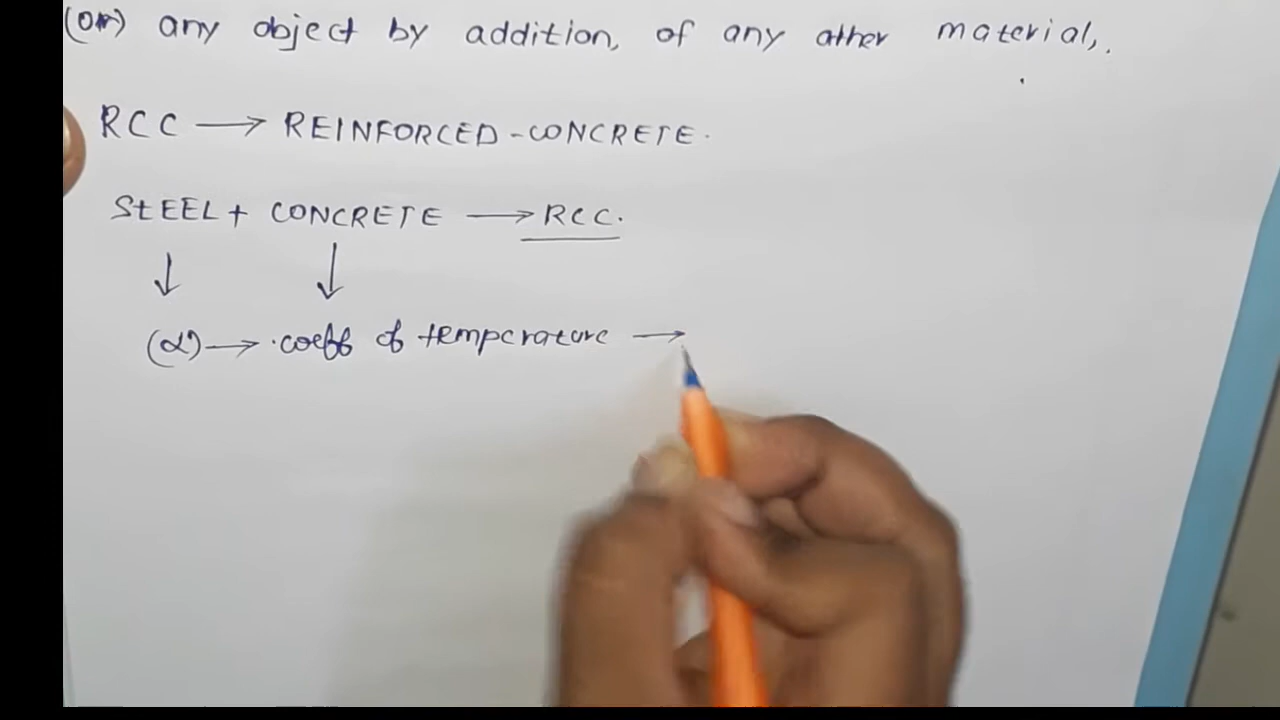 (or) any object by addition, of any other material,.
RCC → REINFORCED-CONCRETE.
STEEL + CONCRETE → RCC.
↓ ↓
(α) → coeff of temperature →